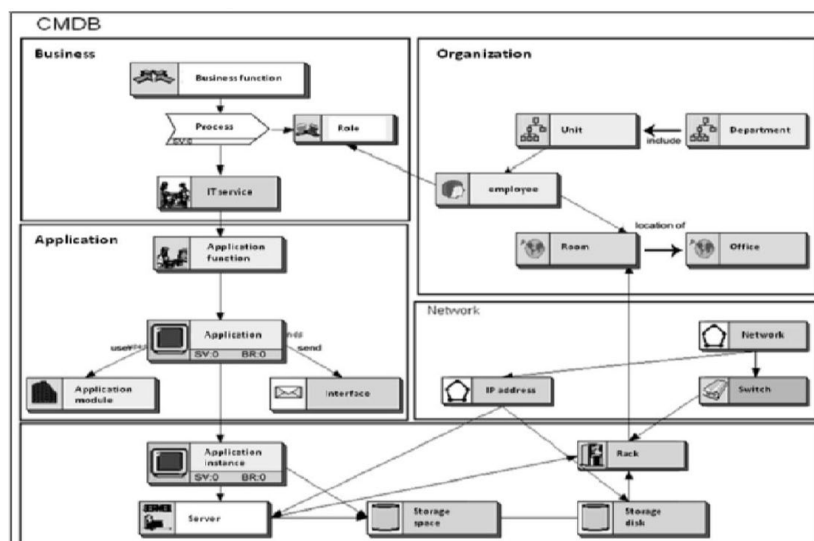 CMDB
Business
Business function
Process
SV:0
Role
IT service
Organization
Unit
include
Department
employee
Room
location of
Office
Application
Application
function
Application
SV:0 BR:0
user
send
Application
module
Interface
Network
Network
IP address
Switch
Application
instance
SV:0 BR:0
Server
Storage
space
Rack
Storage
disk